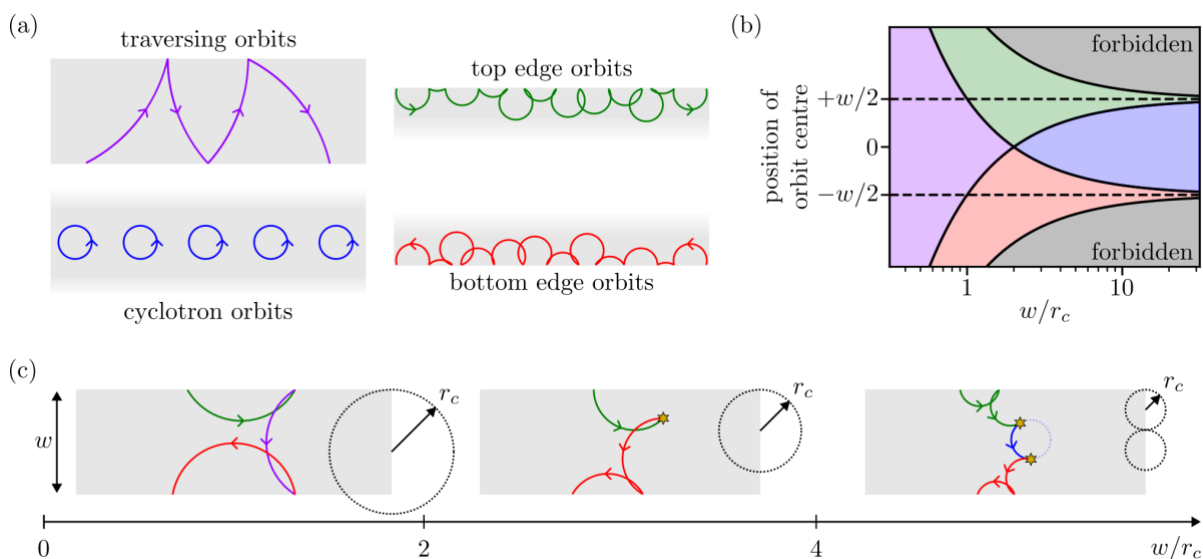 (a)
traversing orbits
top edge orbits
cyclotron orbits
bottom edge orbits
(b)
forbidden
+w/2
0
−w/2
position of
orbit centre
forbidden
1
10
w/r_c
(c)
w
r_c
r_c
r_c
0
2
4
w/r_c